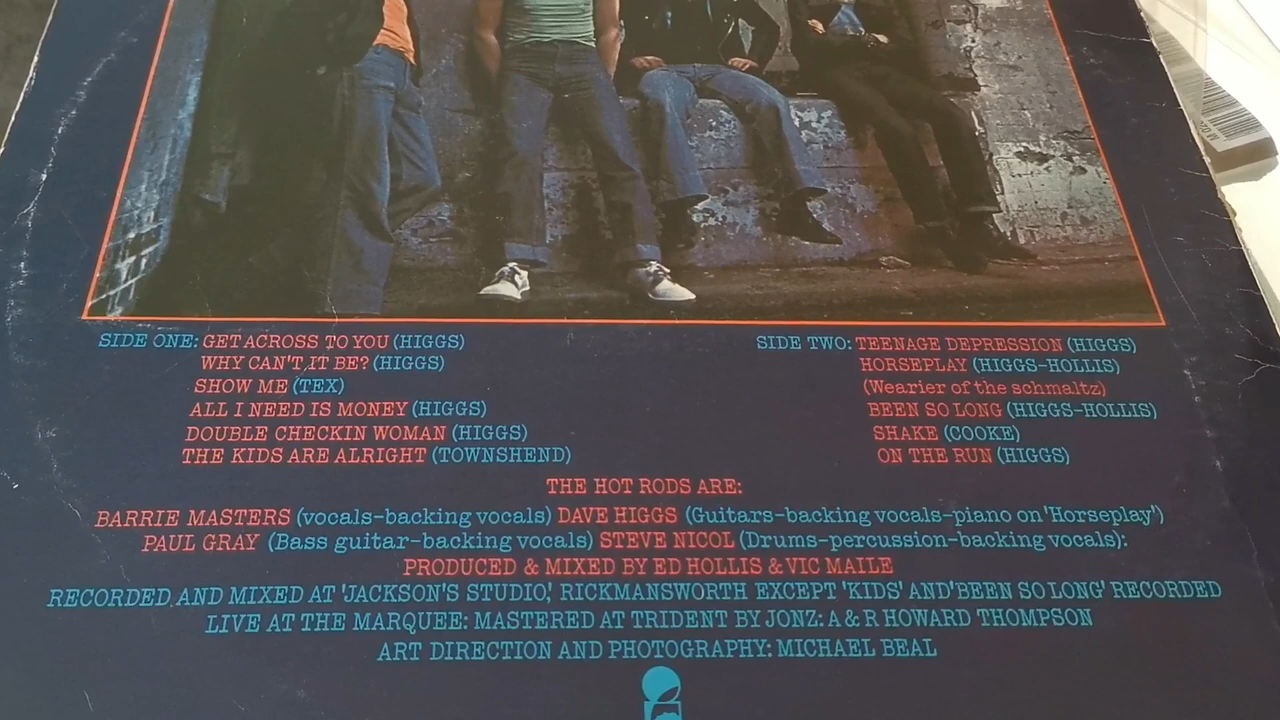 SIDE ONE: GET ACROSS TO YOU (HIGGS)
WHY CAN'T IT BE? (HIGGS)
SHOW ME (TEX)
ALL I NEED IS MONEY (HIGGS)
DOUBLE CHECKIN WOMAN (HIGGS)
THE KIDS ARE ALRIGHT (TOWNSHEND)
SIDE TWO: TEENAGE DEPRESSION (HIGGS)
HORSEPLAY (HIGGS-HOLLIS)
(Wearier of the schmaltz)
BEEN SO LONG (HIGGS-HOLLIS)
SHAKE (COOKE)
ON THE RUN (HIGGS)
THE HOT RODS ARE:
BARRIE MASTERS (vocals-backing vocals) DAVE HIGGS (Guitars-backing vocals-piano on 'Horseplay')
PAUL GRAY (Bass guitar-backing vocals) STEVE NICOL (Drums-percussion-backing vocals):
PRODUCED & MIXED BY ED HOLLIS & VIC MAILE
RECORDED AND MIXED AT 'JACKSON'S STUDIO,' RICKMANSWORTH EXCEPT 'KIDS' AND 'BEEN SO LONG' RECORDED
LIVE AT THE MARQUEE: MASTERED AT TRIDENT BY JONZ: A & R HOWARD THOMPSON
ART DIRECTION AND PHOTOGRAPHY: MICHAEL BEAL